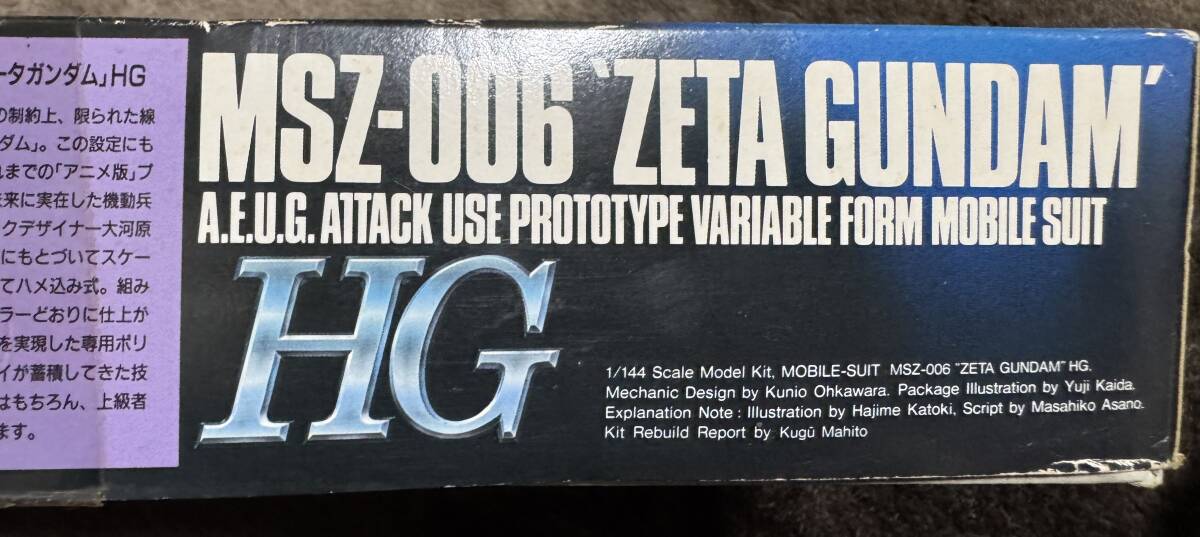 ータガンダム」HG
の制約上、限られた線
ダム」。この設定にも
れまでの「アニメ版」プ
未来に実在した機動兵
ックデザイナー大河原
にもとづいてスケー
てハメ込み式。組み
ラーどおりに仕上が
を実現した専用ポリ
イが蓄積してきた技
はもちろん、上級者
ます。
MSZ-006 'ZETA GUNDAM'
A.E.U.G. ATTACK USE PROTOTYPE VARIABLE FORM MOBILE SUIT
HG
1/144 Scale Model Kit, MOBILE-SUIT MSZ-006 "ZETA GUNDAM" HG.
Mechanic Design by Kunio Ohkawara. Package Illustration by Yuji Kaida.
Explanation Note : Illustration by Hajime Katoki, Script by Masahiko Asano.
Kit Rebuild Report by Kugū Mahito